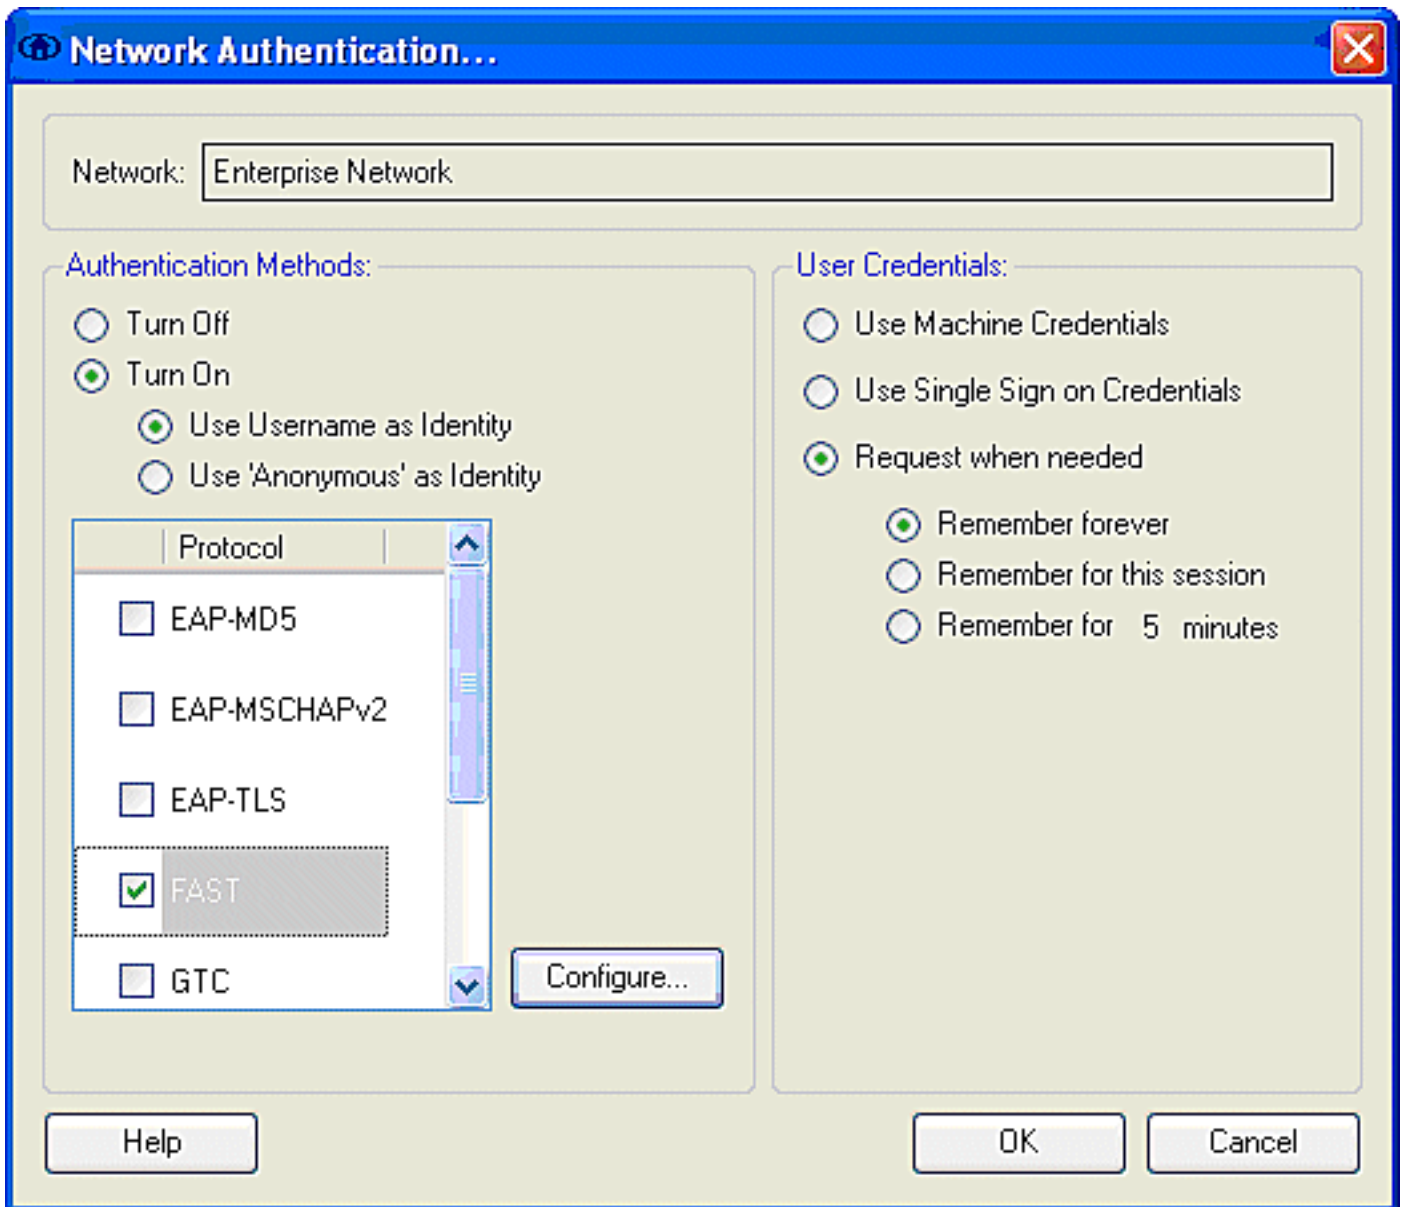 Network Authentication...
Network: Enterprise Network
Authentication Methods:
Turn Off
Turn On
Use Username as Identity
Use 'Anonymous' as Identity
Protocol
EAP-MD5
EAP-MSCHAPv2
EAP-TLS
FAST
GTC
Configure...
User Credentials:
Use Machine Credentials
Use Single Sign on Credentials
Request when needed
Remember forever
Remember for this session
Remember for 5 minutes
Help
OK
Cancel